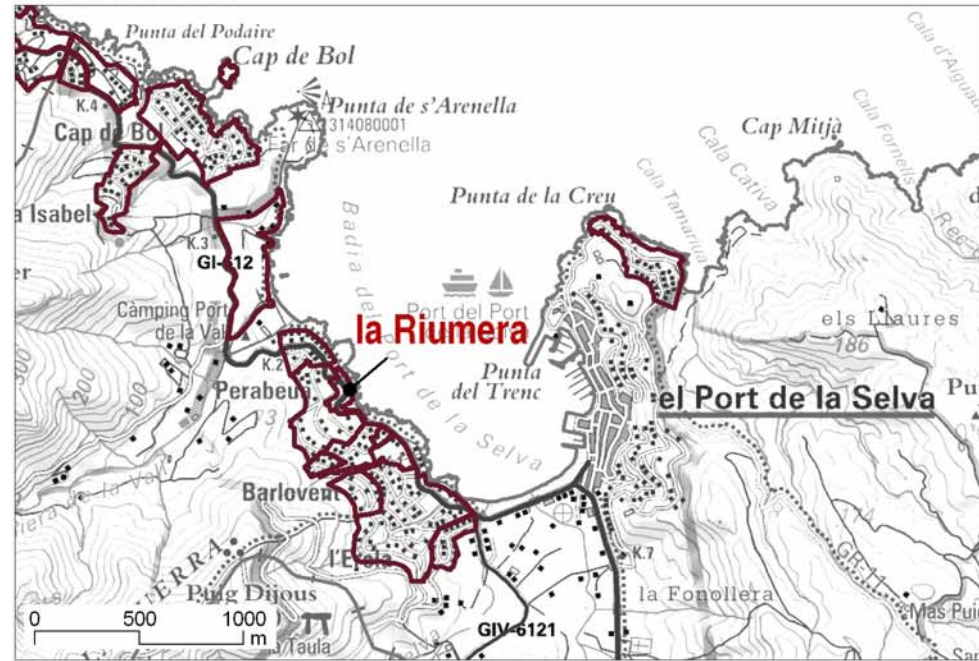 Punta del Podaire
Cap de Bol
Punta de s'Arenella
314080001
Far de s'Arenella
K.4
Cap de Bol
a Isabel
K.3
GI-612
Càmping Port
de la Vall
K.2
la Riumera
Perabeu
Badia del Port de la Selva
Port del Port
Punta de la Creu
Punta
del Trenc
el Port de la Selva
Cala Tamariua
Cala Cativa
Cap Mitjà
Cala Fornells
els Llaures
186
200
100
Barlovent
Puig Dijous
la Taula
GIV-6121
K.7
la Fonollera
GR-11
Mas Puig
0 500 1000
m